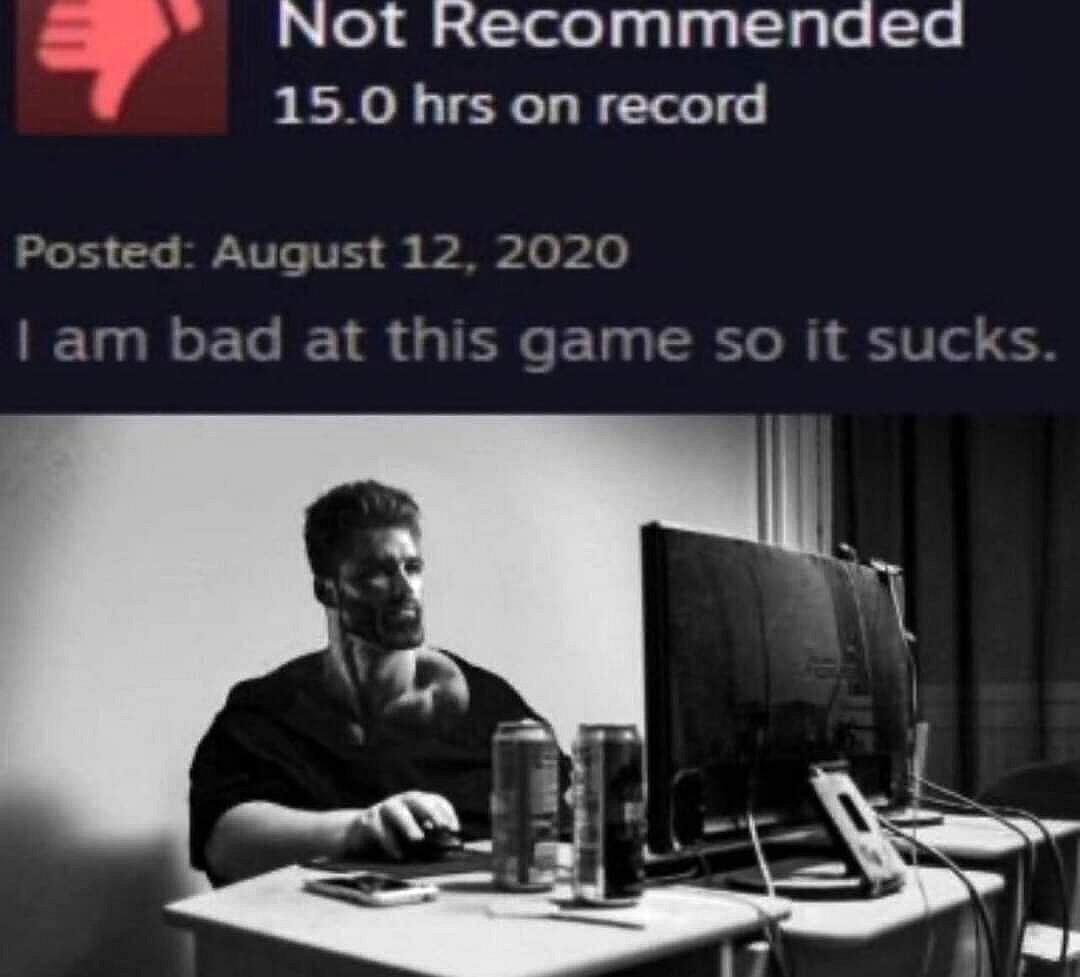 Not Recommended
15.0 hrs on record
Posted: August 12, 2020
I am bad at this game so it sucks.